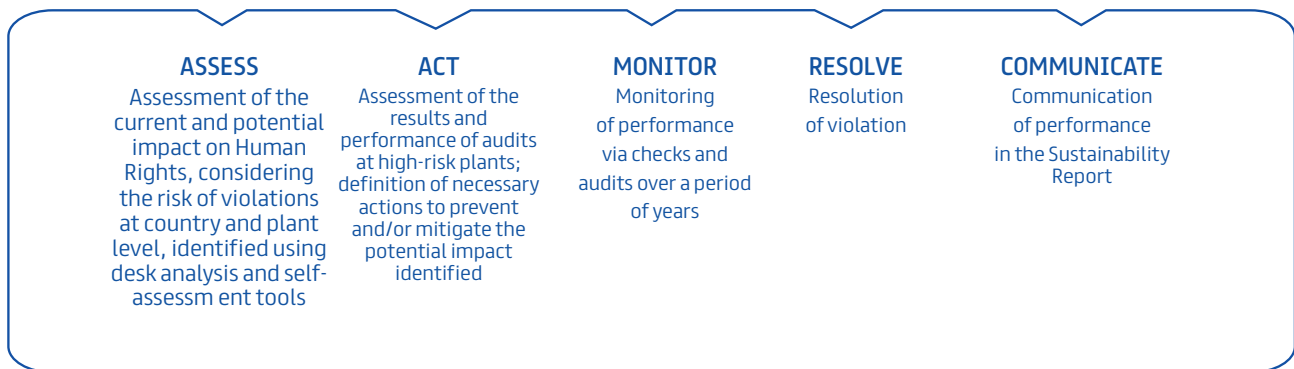 ASSESS
Assessment of the
current and potential
impact on Human
Rights, considering
the risk of violations
at country and plant
level, identified using
desk analysis and self-
assessm ent tools
ACT
Assessment of the
results and
performance of audits
at high-risk plants;
definition of necessary
actions to prevent
and/or mitigate the
potential impact
identified
MONITOR
Monitoring
of performance
via checks and
audits over a period
of years
RESOLVE
Resolution
of violation
COMMUNICATE
Communication
of performance
in the Sustainability
Report